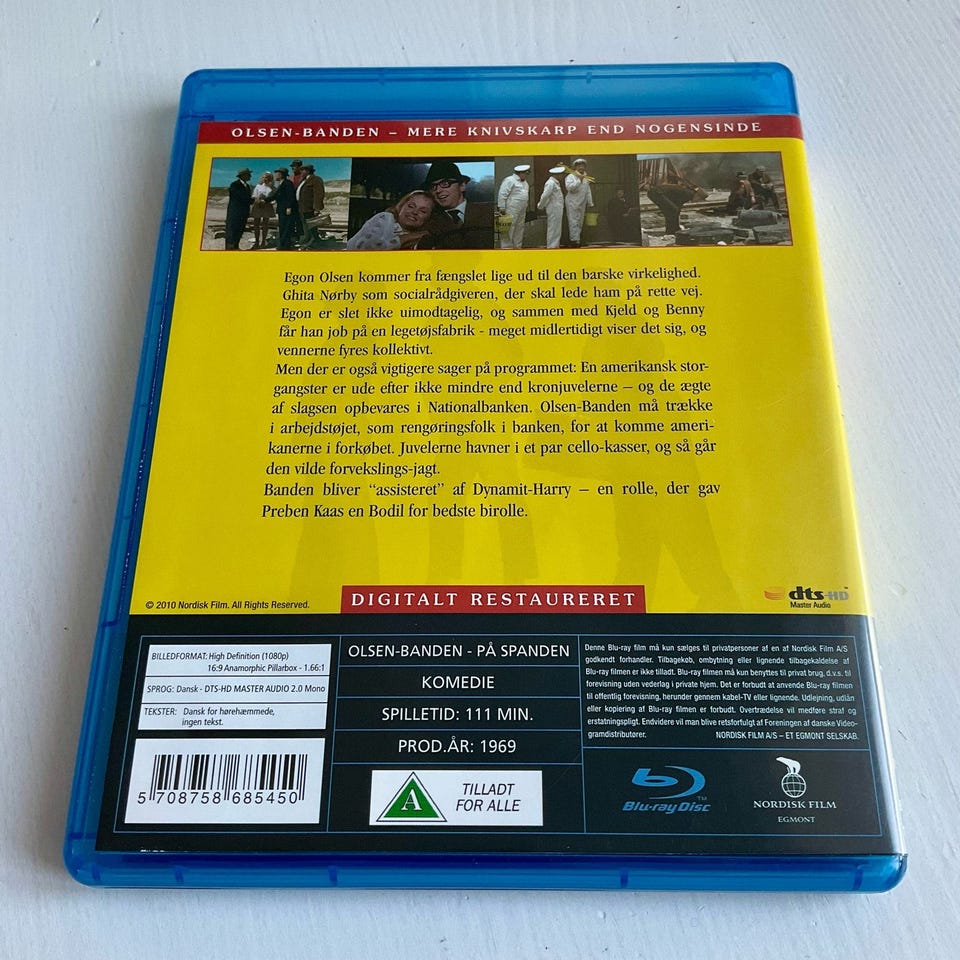 OLSEN-BANDEN – MERE KNIVSKARP END NOGENSINDE
Egon Olsen kommer fra fængslet lige ud til den barske virkelighed.
Ghita Nørby som socialrådgiveren, der skal lede ham på rette vej.
Egon er slet ikke uimodtagelig, og sammen med Kjeld og Benny
får han job på en legetøjsfabrik - meget midlertidigt viser det sig, og
vennerne fyres kollektivt.
Men der er også vigtigere sager på programmet: En amerikansk stor-
gangster er ude efter ikke mindre end kronjuvelerne – og de ægte
af slagsen opbevares i Nationalbanken. Olsen-Banden må trække
i arbejdstøjet, som rengøringsfolk i banken, for at komme ameri-
kanerne i forkøbet. Juvelerne havner i et par cello-kasser, og så går
den vilde forvekslings-jagt.
Banden bliver “assisteret” af Dynamit-Harry – en rolle, der gav
Preben Kaas en Bodil for bedste birolle.
© 2010 Nordisk Film. All Rights Reserved.
DIGITALT RESTAURERET
dts-HD
Master Audio
BILLEDFORMAT: High Definition (1080p)
16:9 Anamorphic Pillarbox - 1.66:1
SPROG: Dansk - DTS-HD MASTER AUDIO 2.0 Mono
TEKSTER: Dansk for hørehæmmede,
ingen tekst.
5 708758 685450
OLSEN-BANDEN - PÅ SPANDEN
KOMEDIE
SPILLETID: 111 MIN.
PROD.ÅR: 1969
A
TILLADT
FOR ALLE
Denne Blu-ray film må kun sælges til privatpersoner af en af Nordisk Film A/S
godkendt forhandler. Tilbagekøb, ombytning eller lignende tilbagekaldelse af
Blu-ray filmen er ikke tilladt. Blu-ray filmen må kun benyttes til privat brug, d.v.s. til
forevisning uden vederlag i private hjem. Det er forbudt at anvende Blu-ray filmen
til offentlig forevisning, herunder gennem kabel-TV eller lignende. Udlejning, udlån
eller kopiering af Blu-ray filmen er forbudt. Overtrædelse vil medføre straf og
erstatningspligt. Endvidere vil man blive retsforfulgt af Foreningen af danske Video-
gramdistributører. NORDISK FILM A/S – ET EGMONT SELSKAB.
Blu-ray Disc™
NORDISK FILM
EGMONT